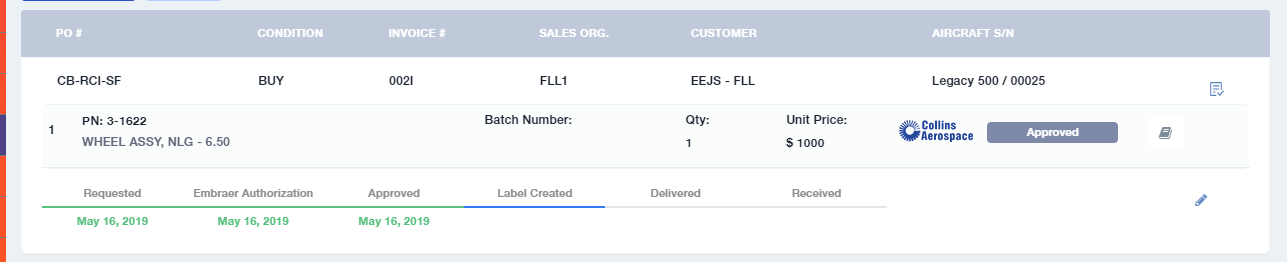 PO # CONDITION INVOICE # SALES ORG. CUSTOMER AIRCRAFT S/N
CB-RCI-SF BUY 002I FLL1 EEJS - FLL Legacy 500 / 00025
1 PN: 3-1622 Batch Number: Qty: Unit Price: Collins Aerospace Approved
WHEEL ASSY, NLG - 6.50 1 $ 1000
Requested Embraer Authorization Approved Label Created Delivered Received
May 16, 2019 May 16, 2019 May 16, 2019